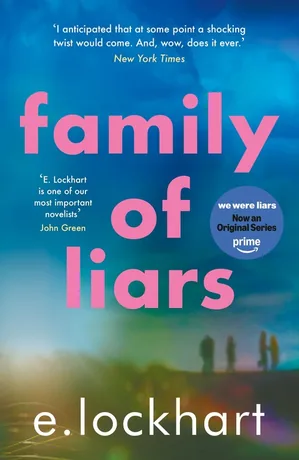 ‘I anticipated that at some point a shocking
twist would come. And, wow, does it ever.’
New York Times
family
of
liars
‘E. Lockhart
is one of our
most important
novelists’
John Green
we were liars
Now an
Original Series
prime
e.lockhart